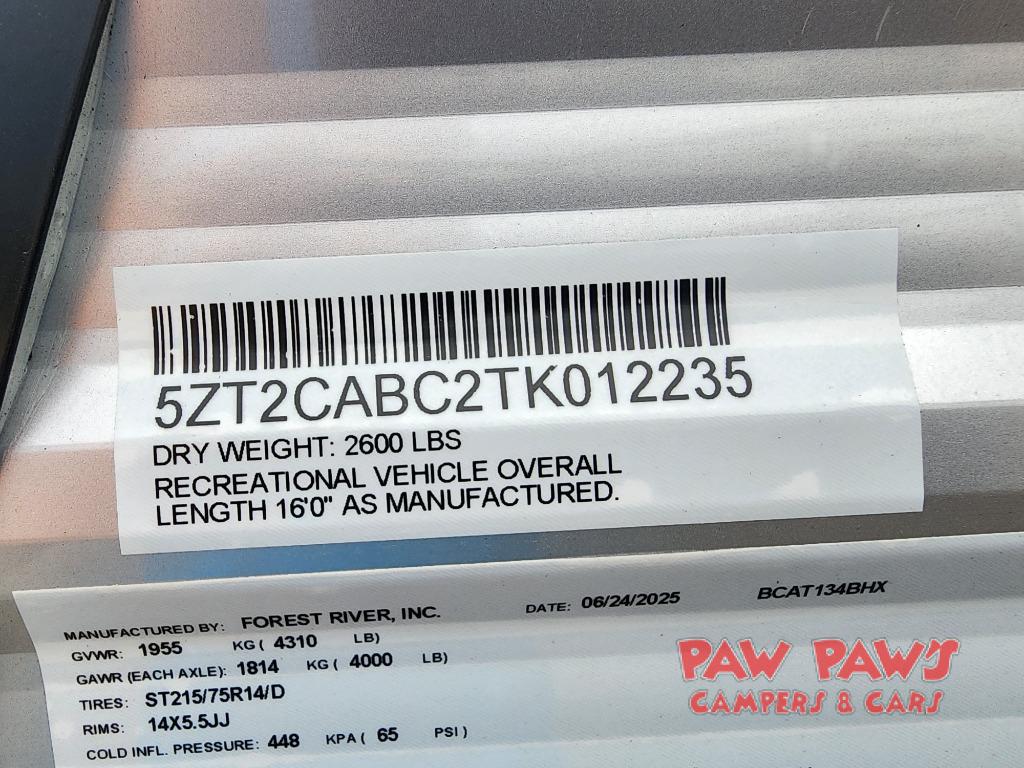 5ZT2CABC2TK012235
DRY WEIGHT: 2600 LBS
RECREATIONAL VEHICLE OVERALL
LENGTH 16'0" AS MANUFACTURED.
MANUFACTURED BY: FOREST RIVER, INC. DATE: 06/24/2025 BCAT134BHX
GVWR: 1955 KG ( 4310 LB)
GAWR (EACH AXLE): 1814 KG ( 4000 LB)
TIRES: ST215/75R14/D
RIMS: 14X5.5JJ
COLD INFL. PRESSURE: 448 KPA ( 65 PSI )
PAW PAW'S
CAMPERS & CARS